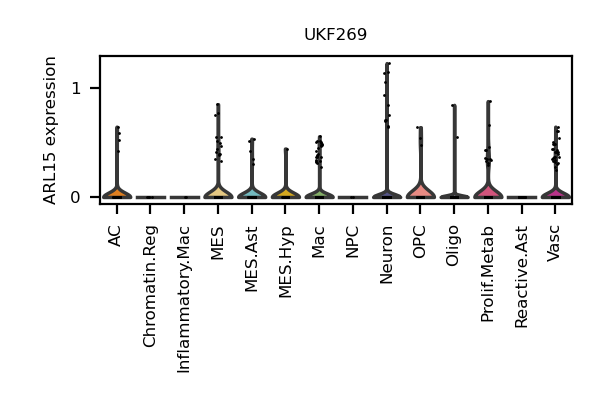 UKF269
ARL15 expression
1
0
AC
Chromatin.Reg
Inflammatory.Mac
MES
MES.Ast
MES.Hyp
Mac
NPC
Neuron
OPC
Oligo
Prolif.Metab
Reactive.Ast
Vasc